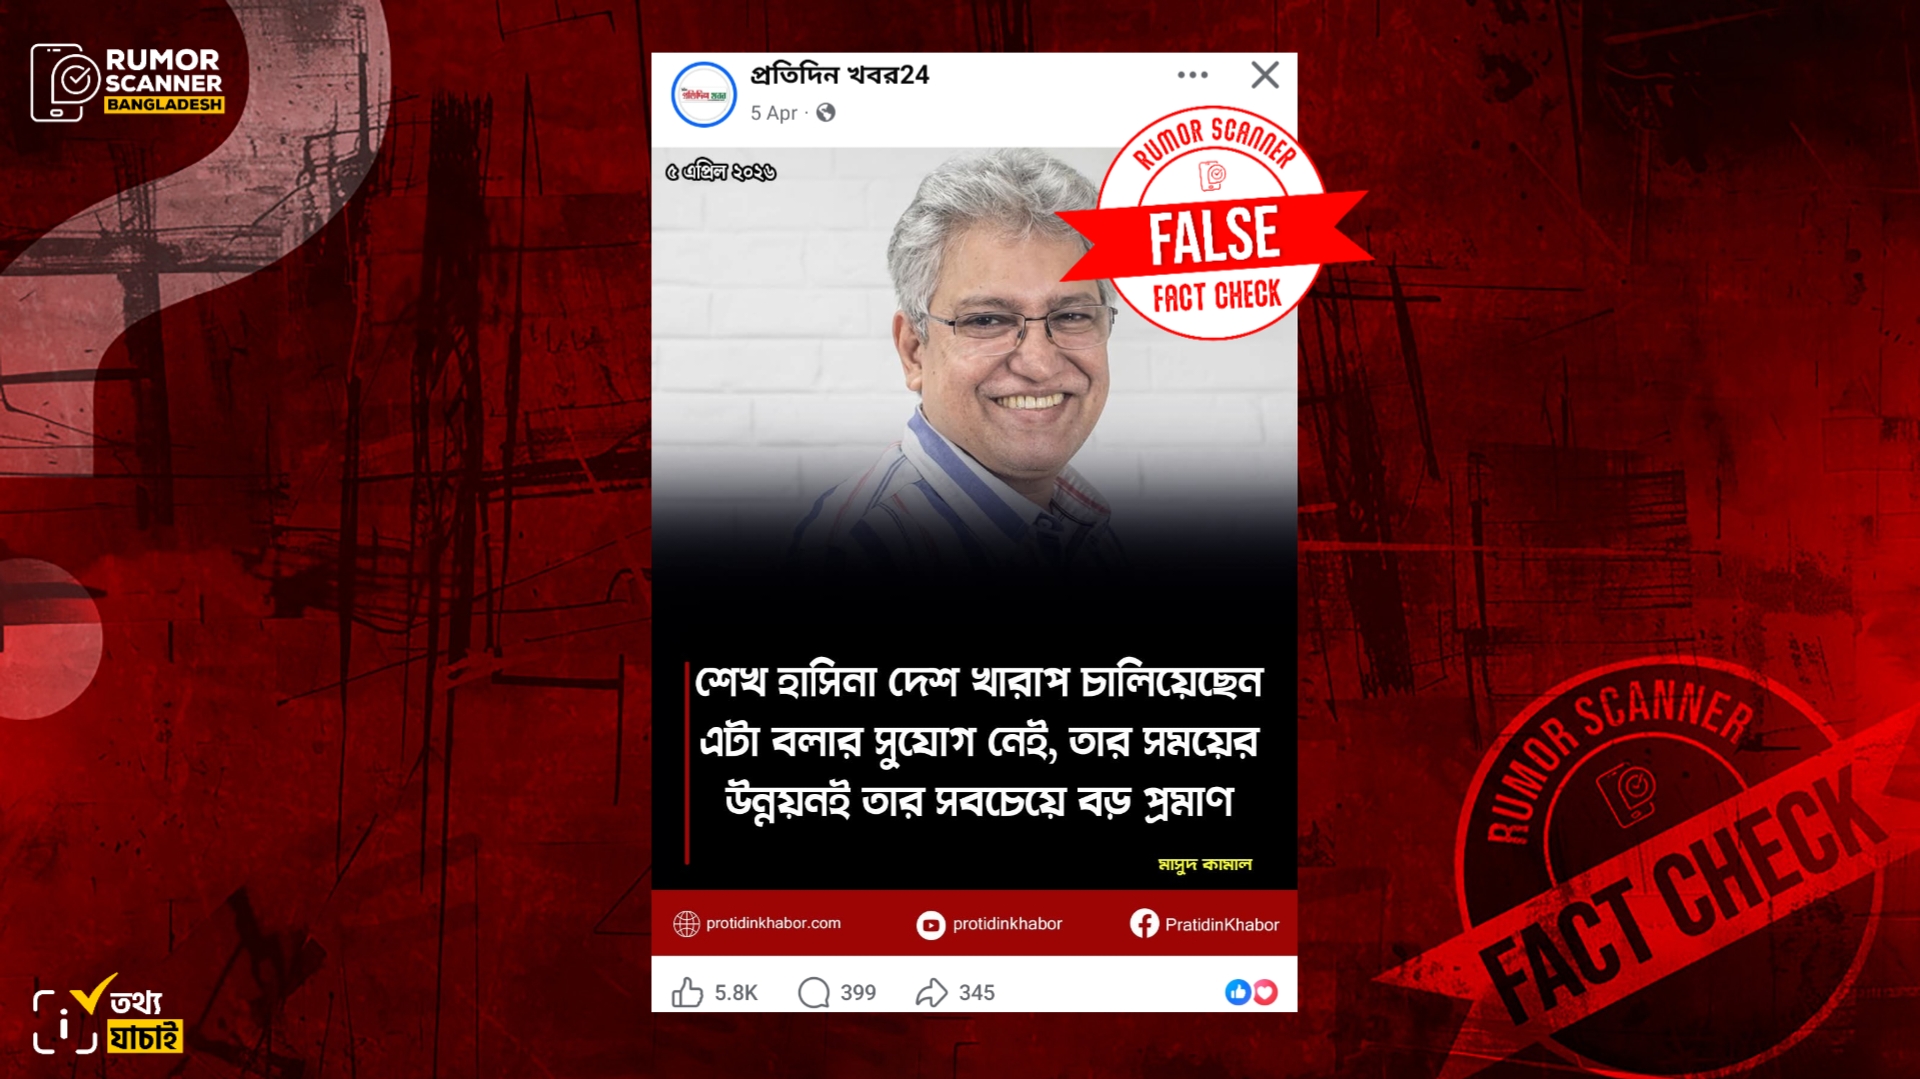 RUMOR
SCANNER
BANGLADESH
প্রতিদিন খবর24
5 Apr ·
৫ এপ্রিল ২০২৬
RUMOR SCANNER
FALSE
FACT CHECK
শেখ হাসিনা দেশ খারাপ চালিয়েছেন
এটা বলার সুযোগ নেই, তার সময়ের
উন্নয়নই তার সবচেয়ে বড় প্রমাণ
মাসুদ কামাল
protidinkhabor.com
protidinkhabor
PratidinKhabor
5.8K
399
345
RUMOR SCANNER
FACT CHECK
তথ্য
যাচাই